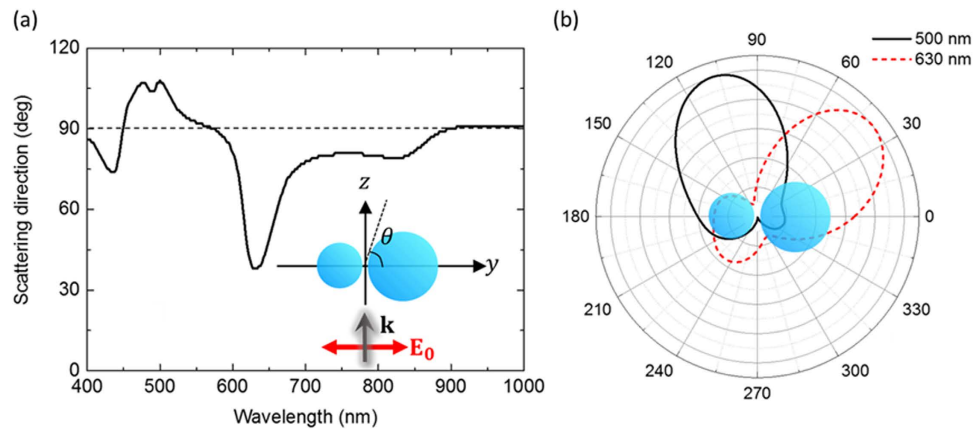 (a)
120
90
60
30
0
400 500 600 700 800 900 1000
Scattering direction (deg)
Wavelength (nm)
z
θ
y
k
E₀
(b)
500 nm
630 nm
90
120 60
150 30
180 0
210 330
240 300
270